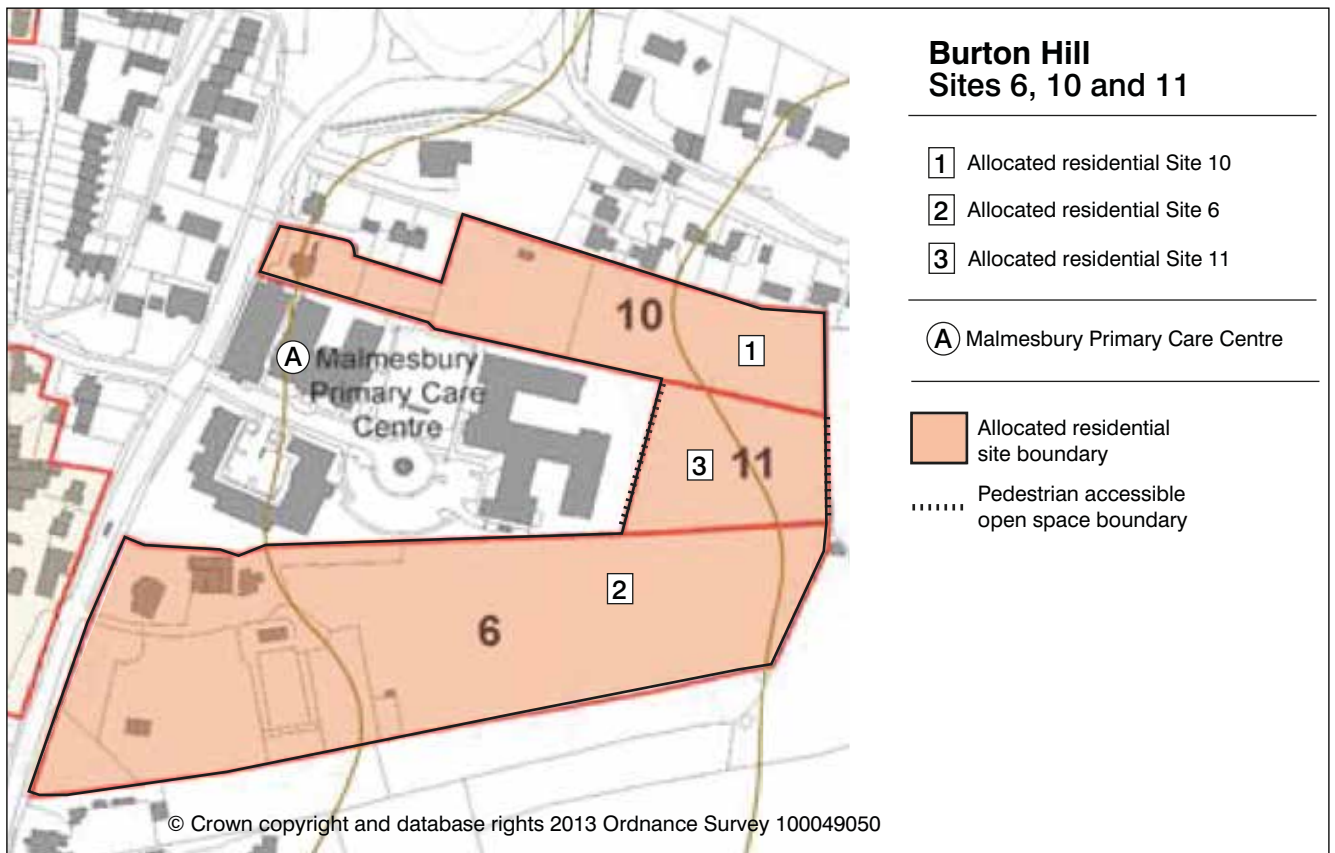 Burton Hill
Sites 6, 10 and 11
1 Allocated residential Site 10
2 Allocated residential Site 6
3 Allocated residential Site 11
A Malmesbury Primary Care Centre
Allocated residential
site boundary
Pedestrian accessible
open space boundary
10
1
A Malmesbury
Primary Care
Centre
3 11
2
6
© Crown copyright and database rights 2013 Ordnance Survey 100049050